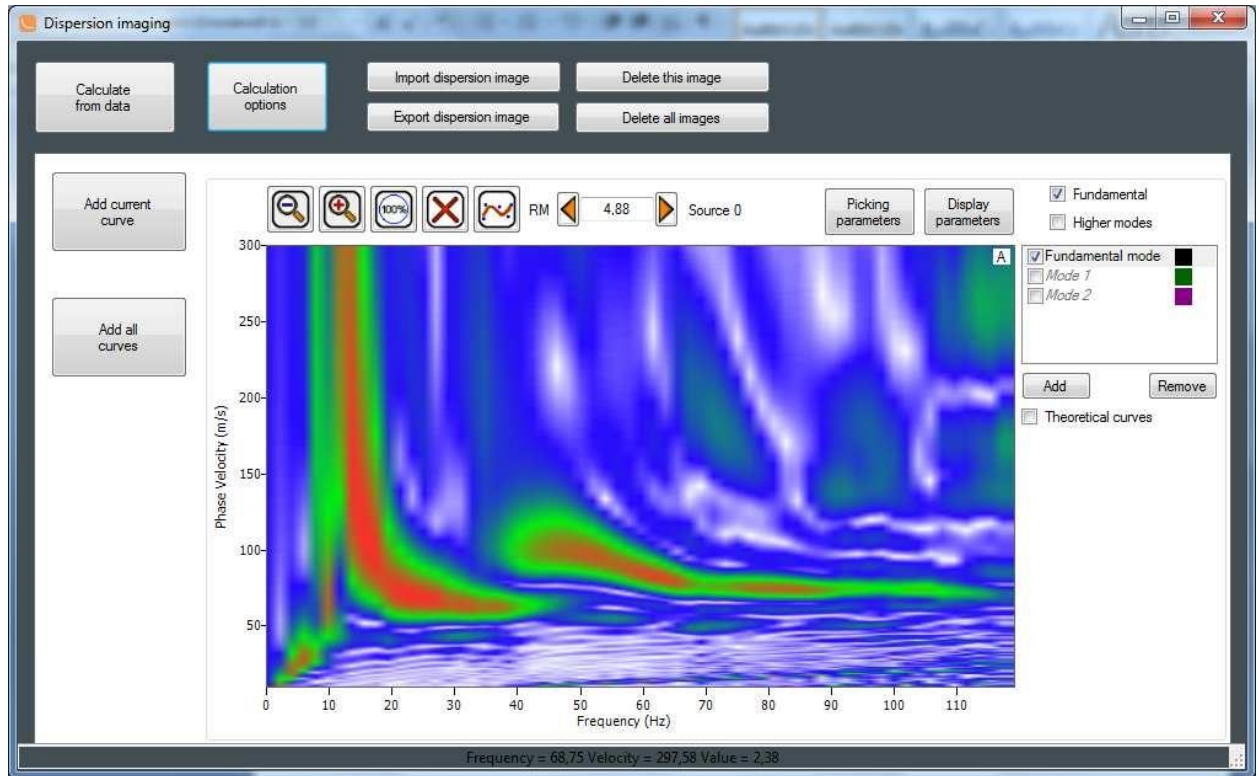 Dispersion imaging
Calculate
from data
Calculation
options
Import dispersion image
Export dispersion image
Delete this image
Delete all images
Add current
curve
Add all
curves
100%
RM
4.88
Source 0
Picking
parameters
Display
parameters
Fundamental
Higher modes
A
Fundamental mode
Mode 1
Mode 2
Add
Remove
Theoretical curves
Phase Velocity (m/s)
300
250
200
150
100
50
0 10 20 30 40 50 60 70 80 90 100 110
Frequency (Hz)
Frequency = 68,75 Velocity = 297,58 Value = 2,38